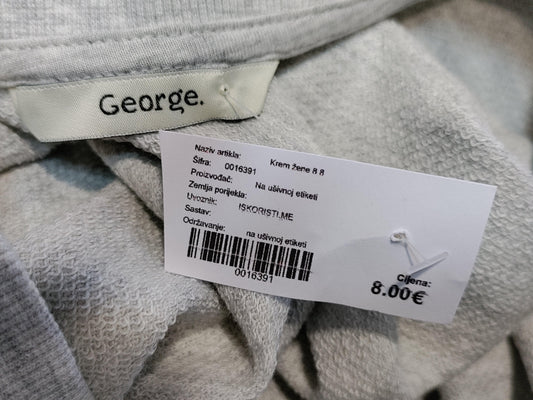 George.
Naziv artikla: Krem žene 8 8
Šifra: 0016391
Proizvođač: Na ušivnoj etiketi
Zemlja porijekla:
Uvoznik: ISKORISTI.ME
Sastav:
Održavanje: na ušivnoj etiketi
0016391
Cijena:
8.00€